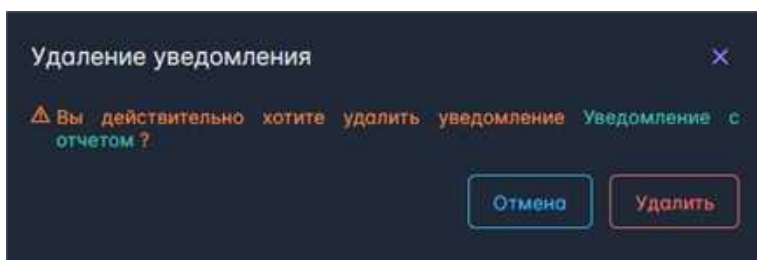 Удаление уведомления
Вы действительно хотите удалить уведомление Уведомление с
отчетом ?
Отмена Удалить